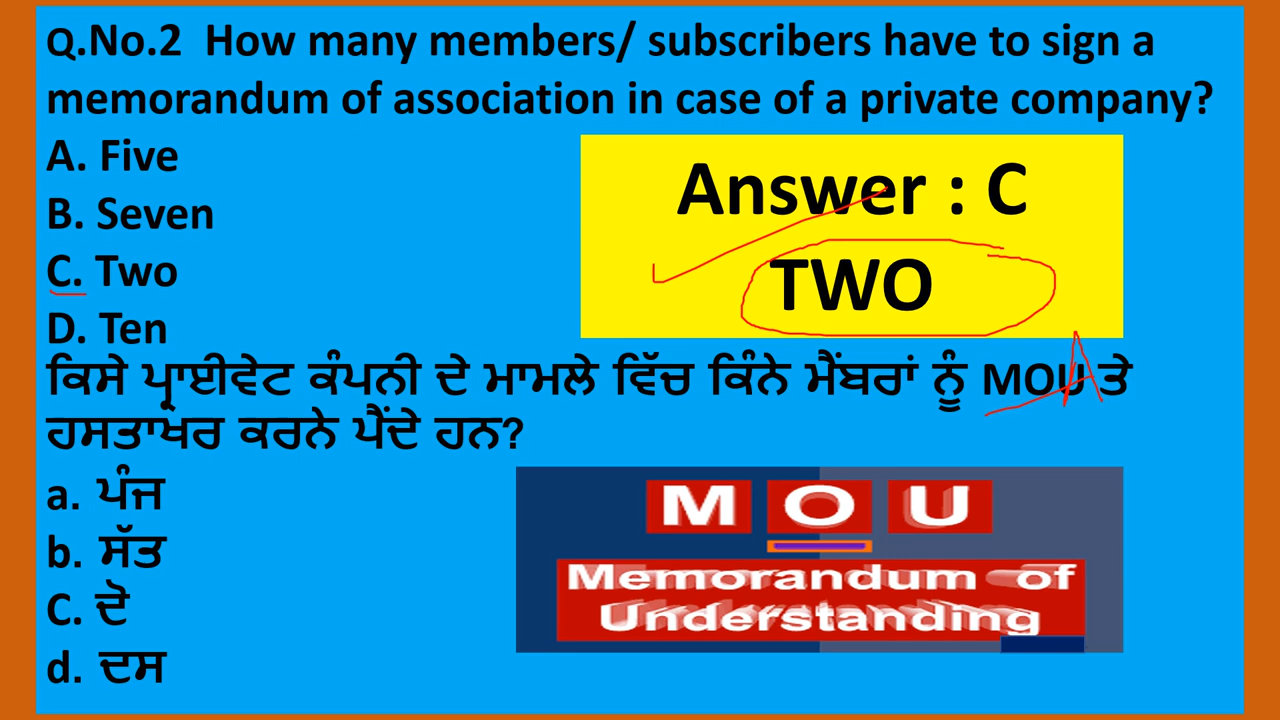 Q.No.2 How many members/ subscribers have to sign a
memorandum of association in case of a private company?
A. Five
B. Seven
C. Two
D. Ten
Answer : C
TWO
ਕਿਸੇ ਪ੍ਰਾਈਵੇਟ ਕੰਪਨੀ ਦੇ ਮਾਮਲੇ ਵਿੱਚ ਕਿੰਨੇ ਮੈਂਬਰਾਂ ਨੂੰ MOU ਤੇ
A
ਹਸਤਾਖਰ ਕਰਨੇ ਪੈਂਦੇ ਹਨ?
a. ਪੰਜ
b. ਸੱਤ
C. ਦੋ
d. ਦਸ
M O U
Memorandum of
Understanding